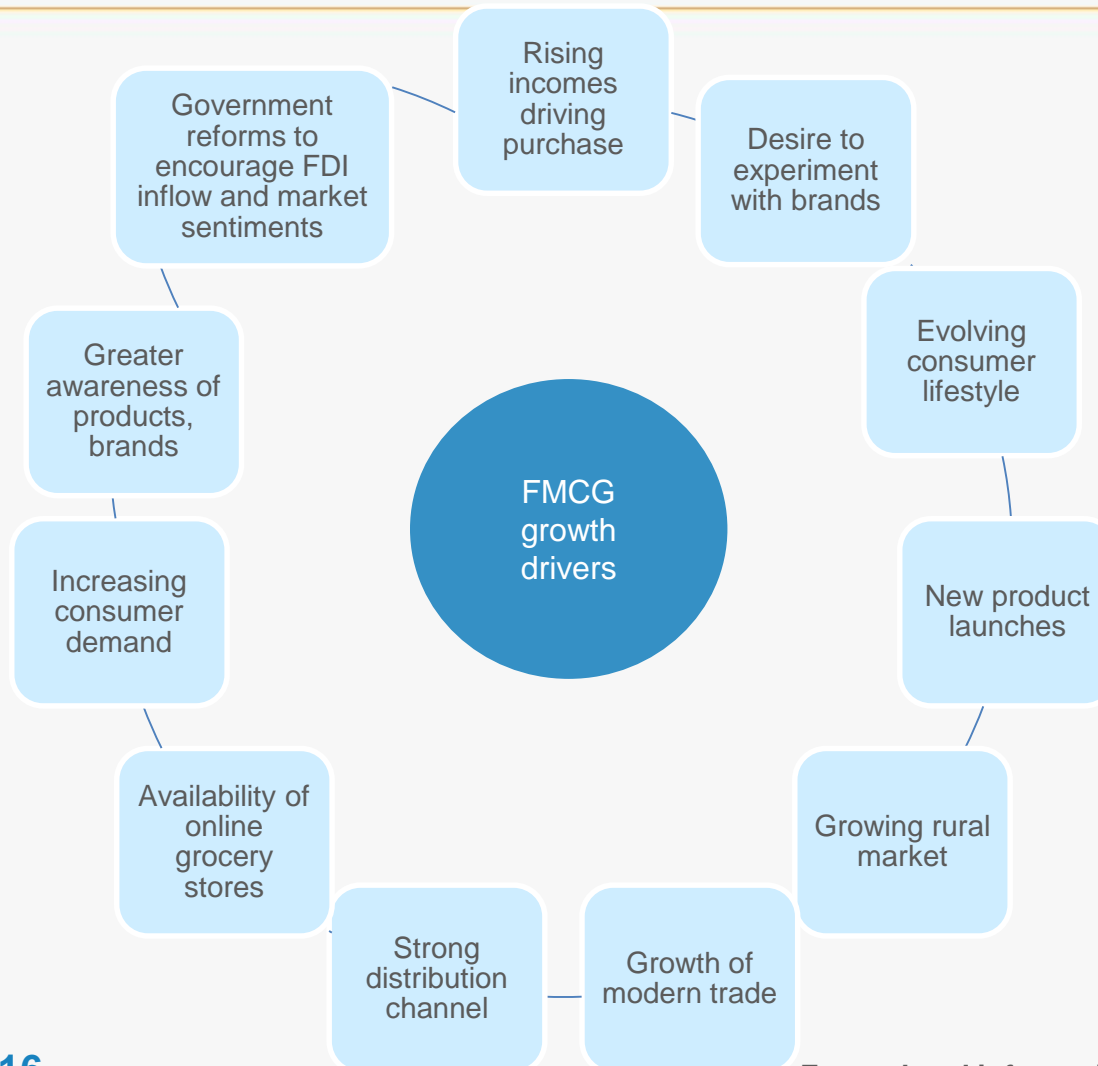 Rising
incomes
driving
purchase
Desire to
experiment
with brands
Evolving
consumer
lifestyle
New product
launches
Growing rural
market
Growth of
modern trade
Strong
distribution
channel
Availability of
online
grocery
stores
Increasing
consumer
demand
Greater
awareness of
products,
brands
Government
reforms to
encourage FDI
inflow and market
sentiments
FMCG
growth
drivers
16